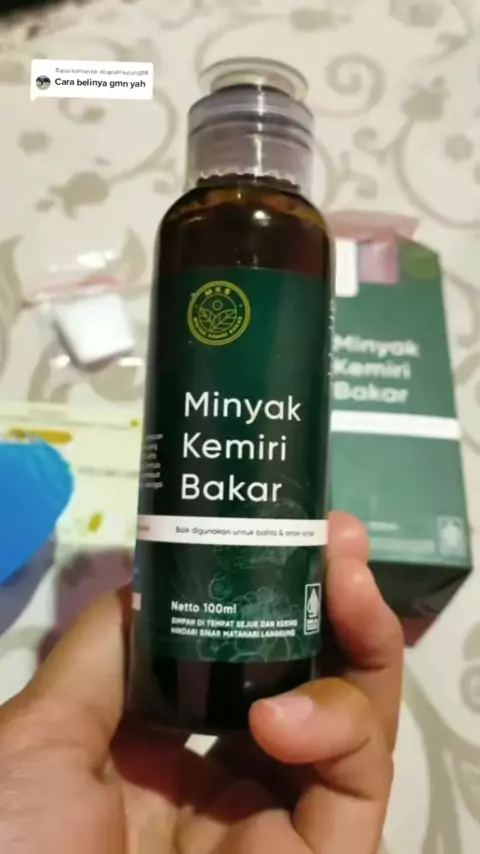 Cara belinya gmn yah
MKB
Minyak
Kemiri
Bakar
Baik digunakan untuk balita & anak-anak
Netto 100ml
SIMPAN DI TEMPAT SEJUK DAN KERING
HINDARI SINAR MATAHARI LANGSUNG
Minyak
Kemiri
Bakar